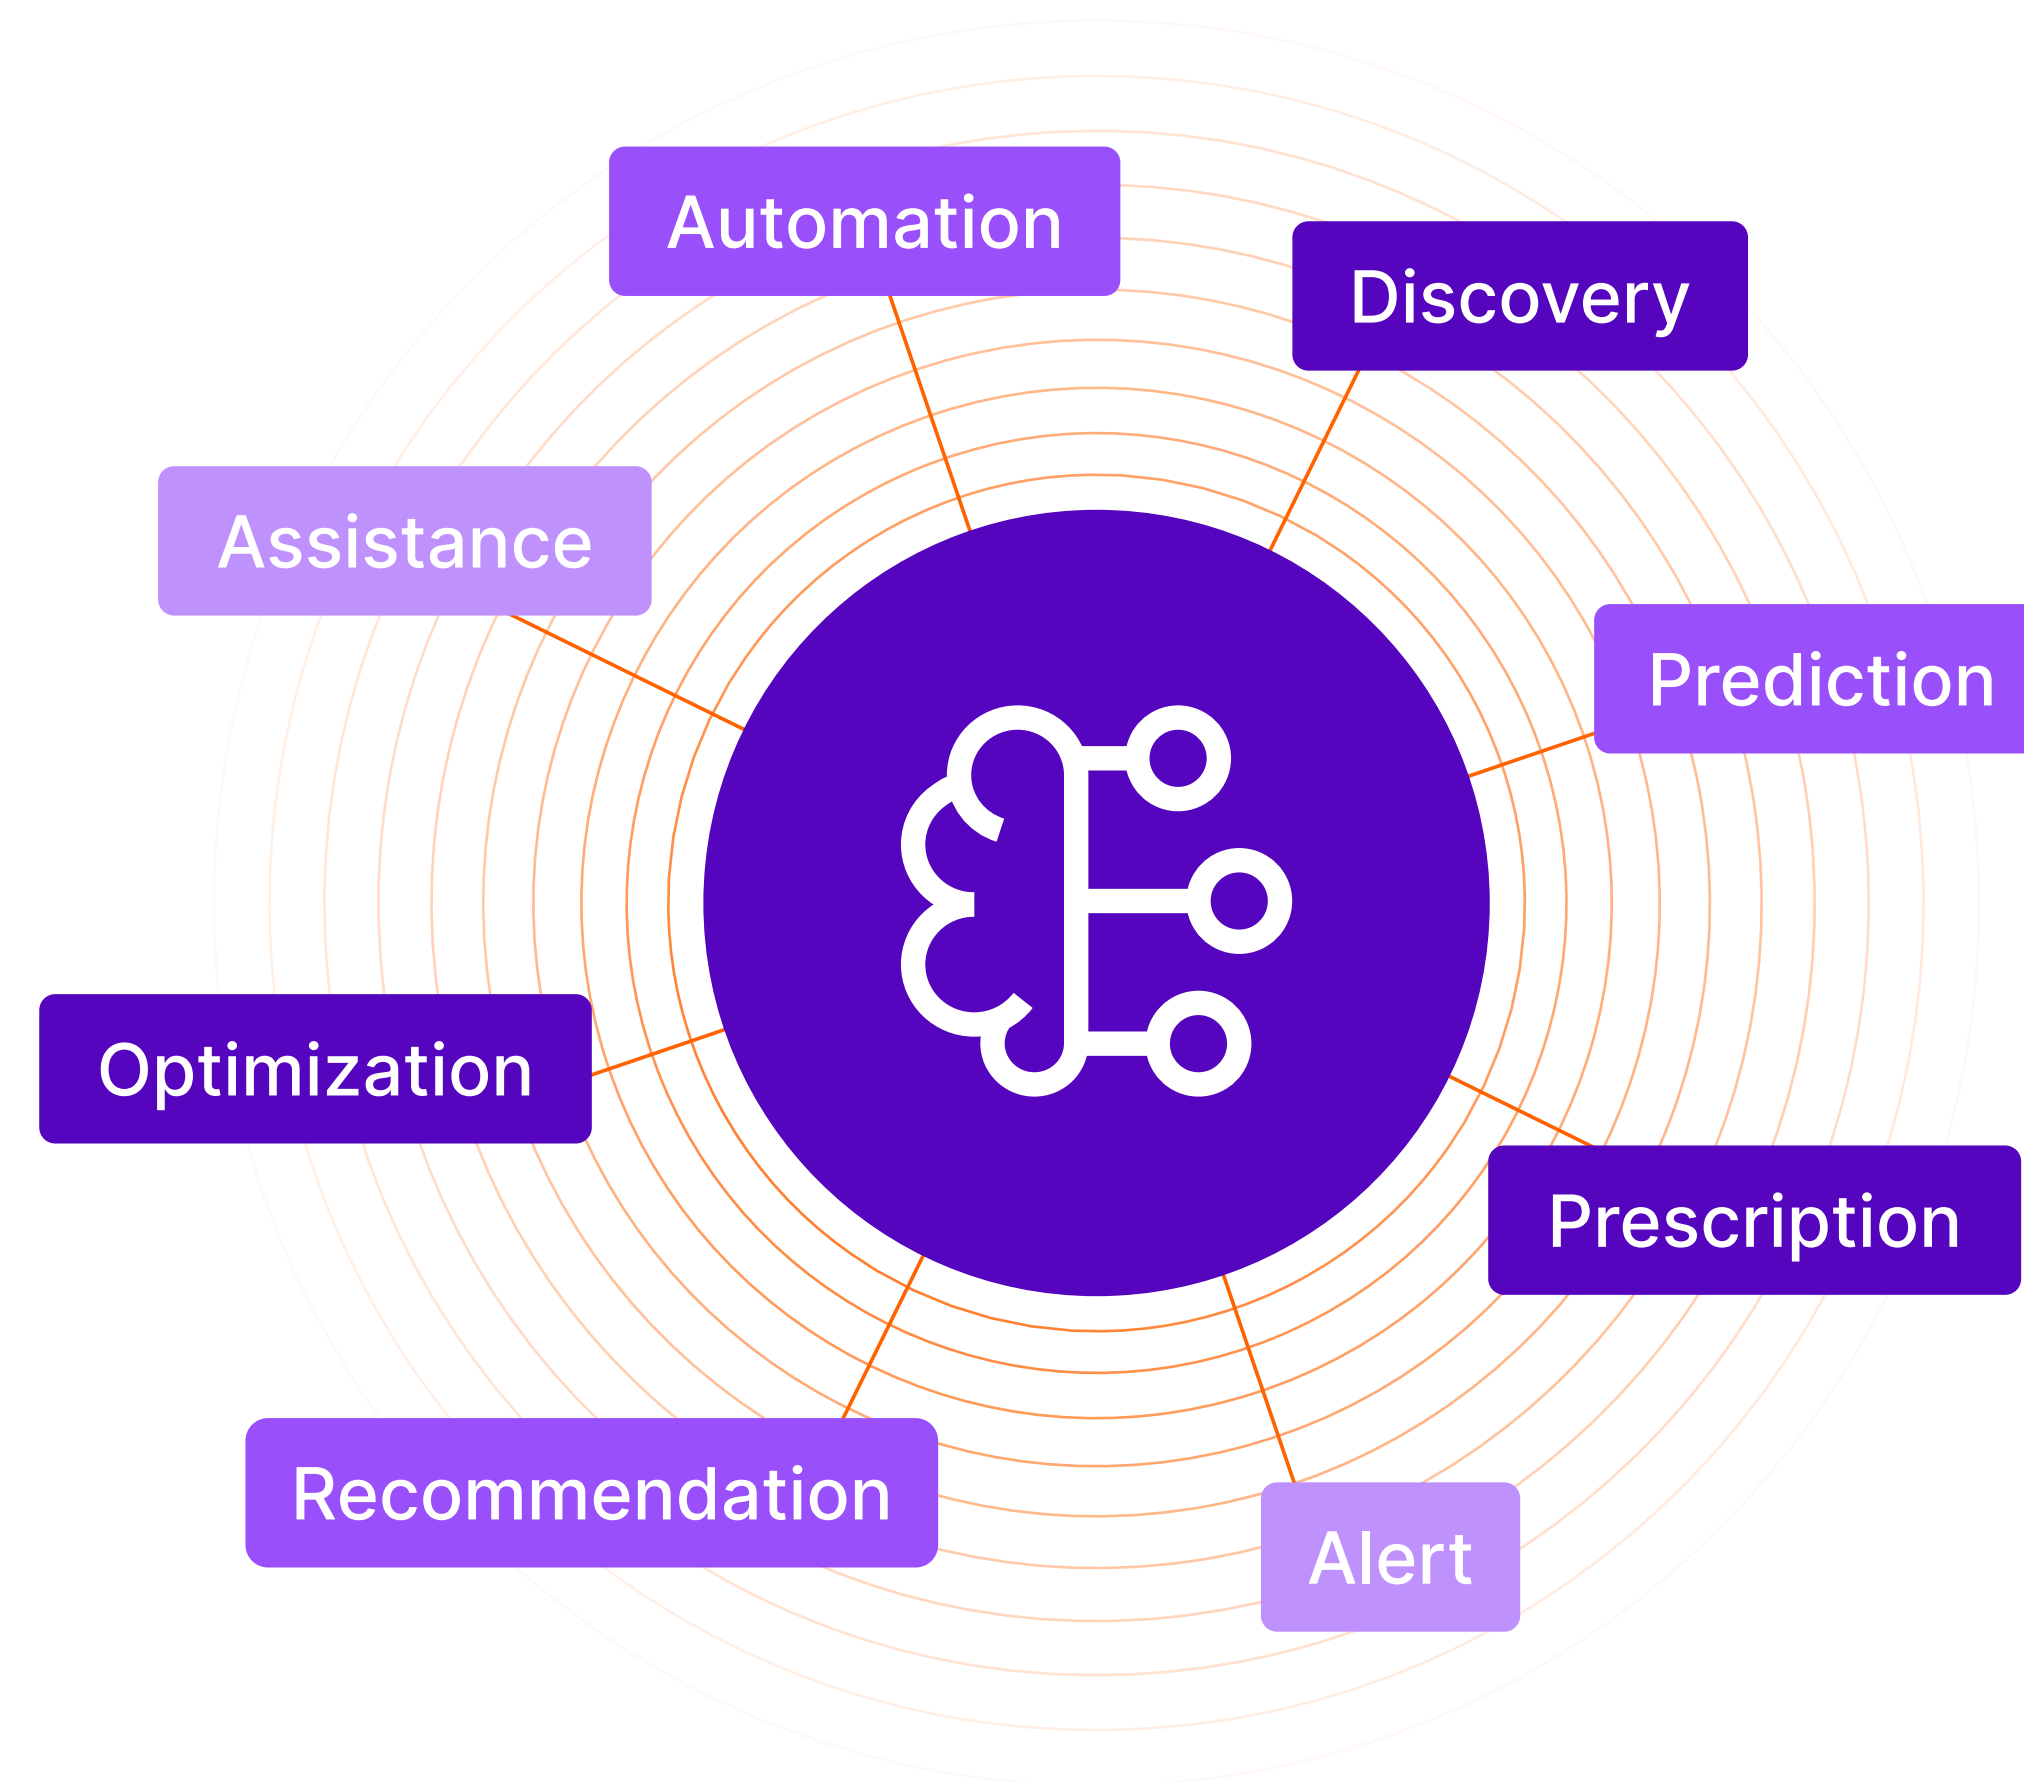 Automation
Discovery
Assistance
Prediction
Optimization
Prescription
Recommendation
Alert